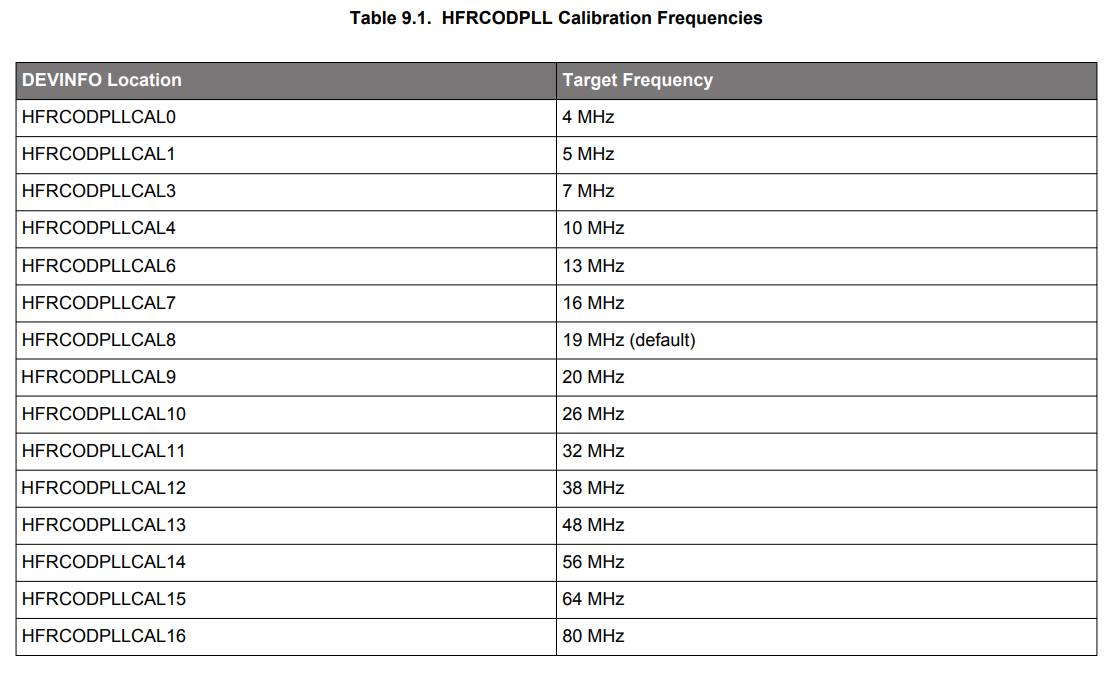 Table 9.1. HFRCODPLL Calibration Frequencies
DEVINFO Location Target Frequency
HFRCODPLLCAL0 4 MHz
HFRCODPLLCAL1 5 MHz
HFRCODPLLCAL3 7 MHz
HFRCODPLLCAL4 10 MHz
HFRCODPLLCAL6 13 MHz
HFRCODPLLCAL7 16 MHz
HFRCODPLLCAL8 19 MHz (default)
HFRCODPLLCAL9 20 MHz
HFRCODPLLCAL10 26 MHz
HFRCODPLLCAL11 32 MHz
HFRCODPLLCAL12 38 MHz
HFRCODPLLCAL13 48 MHz
HFRCODPLLCAL14 56 MHz
HFRCODPLLCAL15 64 MHz
HFRCODPLLCAL16 80 MHz